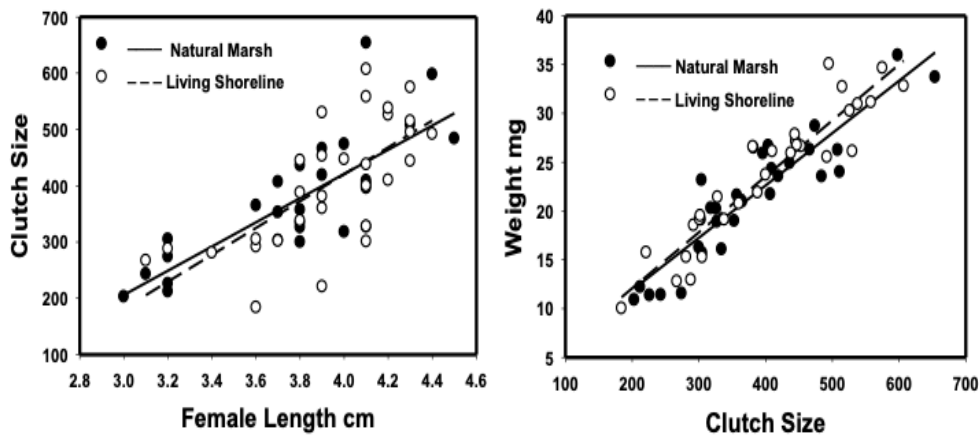 700
600
500
400
300
200
100
Clutch Size
Natural Marsh
Living Shoreline
2.8 3.0 3.2 3.4 3.6 3.8 4.0 4.2 4.4 4.6
Female Length cm
40
35
30
25
20
15
10
5
Weight mg
Natural Marsh
Living Shoreline
100 200 300 400 500 600 700
Clutch Size